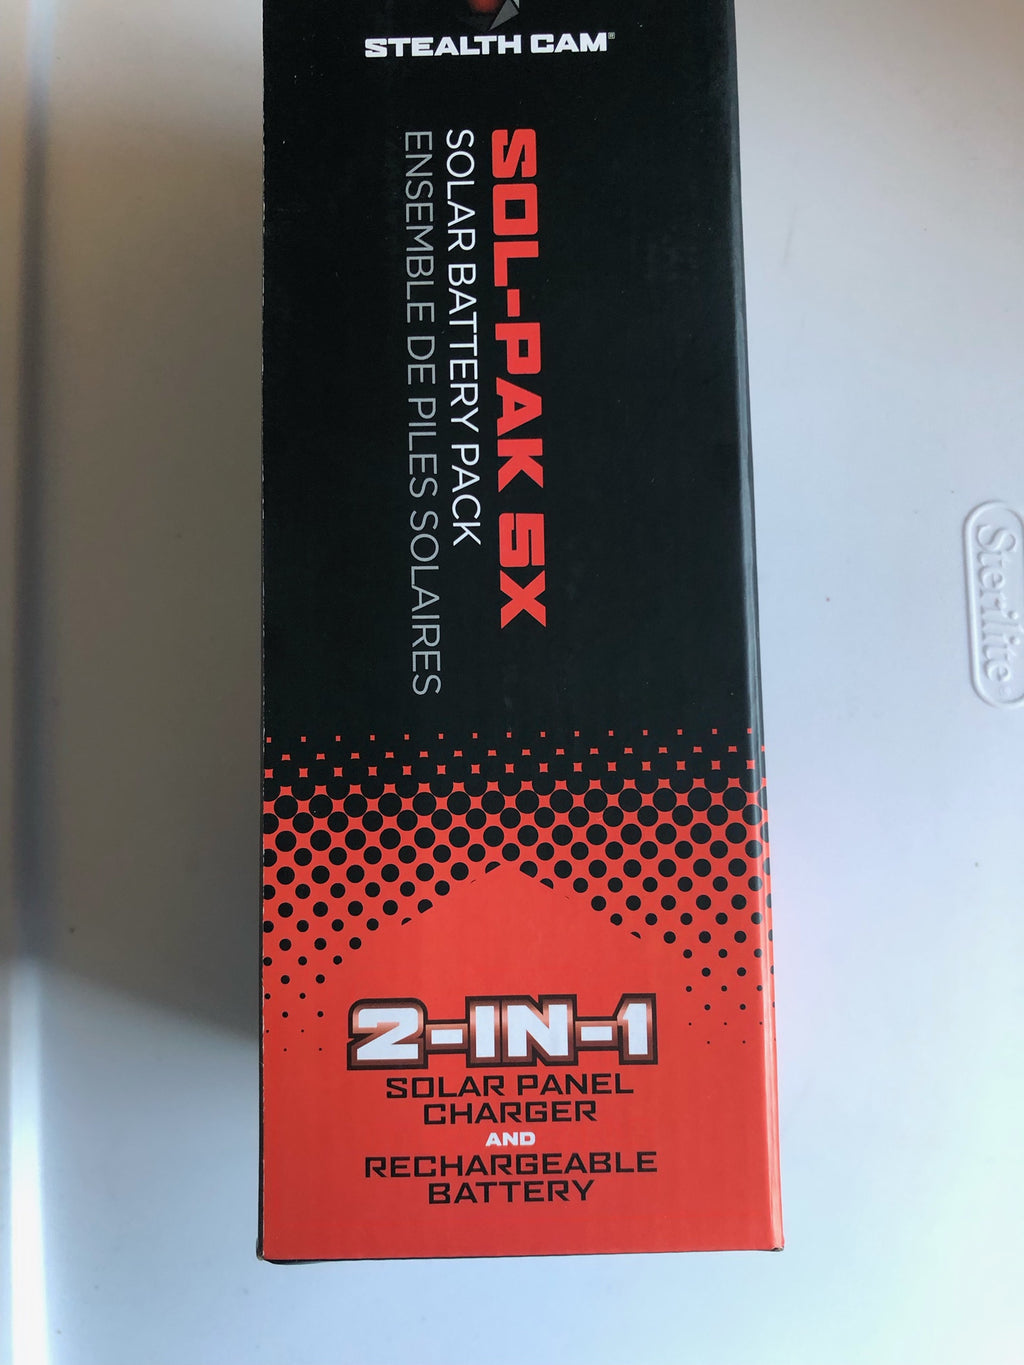 STEALTH CAM®
SOL-PAK 5X
SOLAR BATTERY PACK
ENSEMBLE DE PILES SOLAIRES
2-IN-1
SOLAR PANEL
CHARGER
AND
RECHARGEABLE
BATTERY
Sterilite